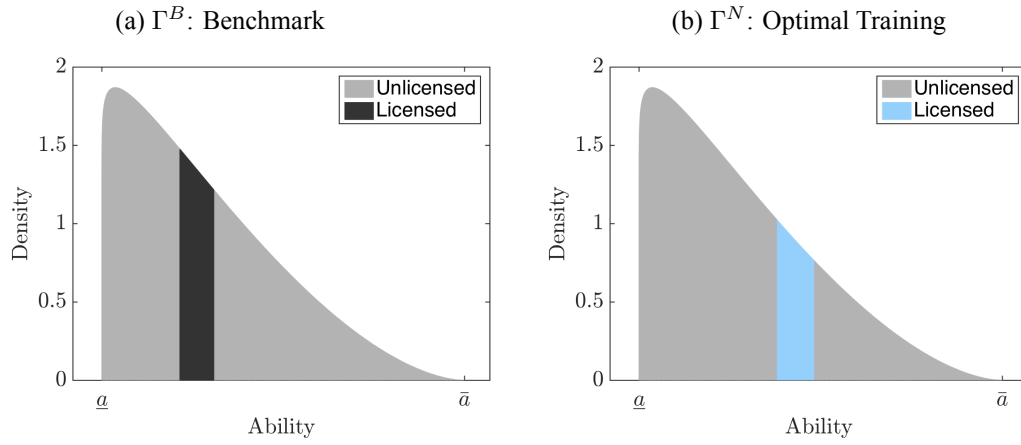 (a) Γ^B: Benchmark
2
1.5
1
0.5
0
Density
Unlicensed
Licensed
a̲
ā
Ability
(b) Γ^N: Optimal Training
2
1.5
1
0.5
0
Density
Unlicensed
Licensed
a̲
ā
Ability